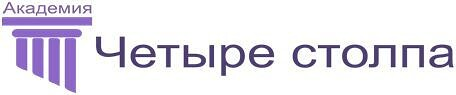 Академия
Четыре столпа